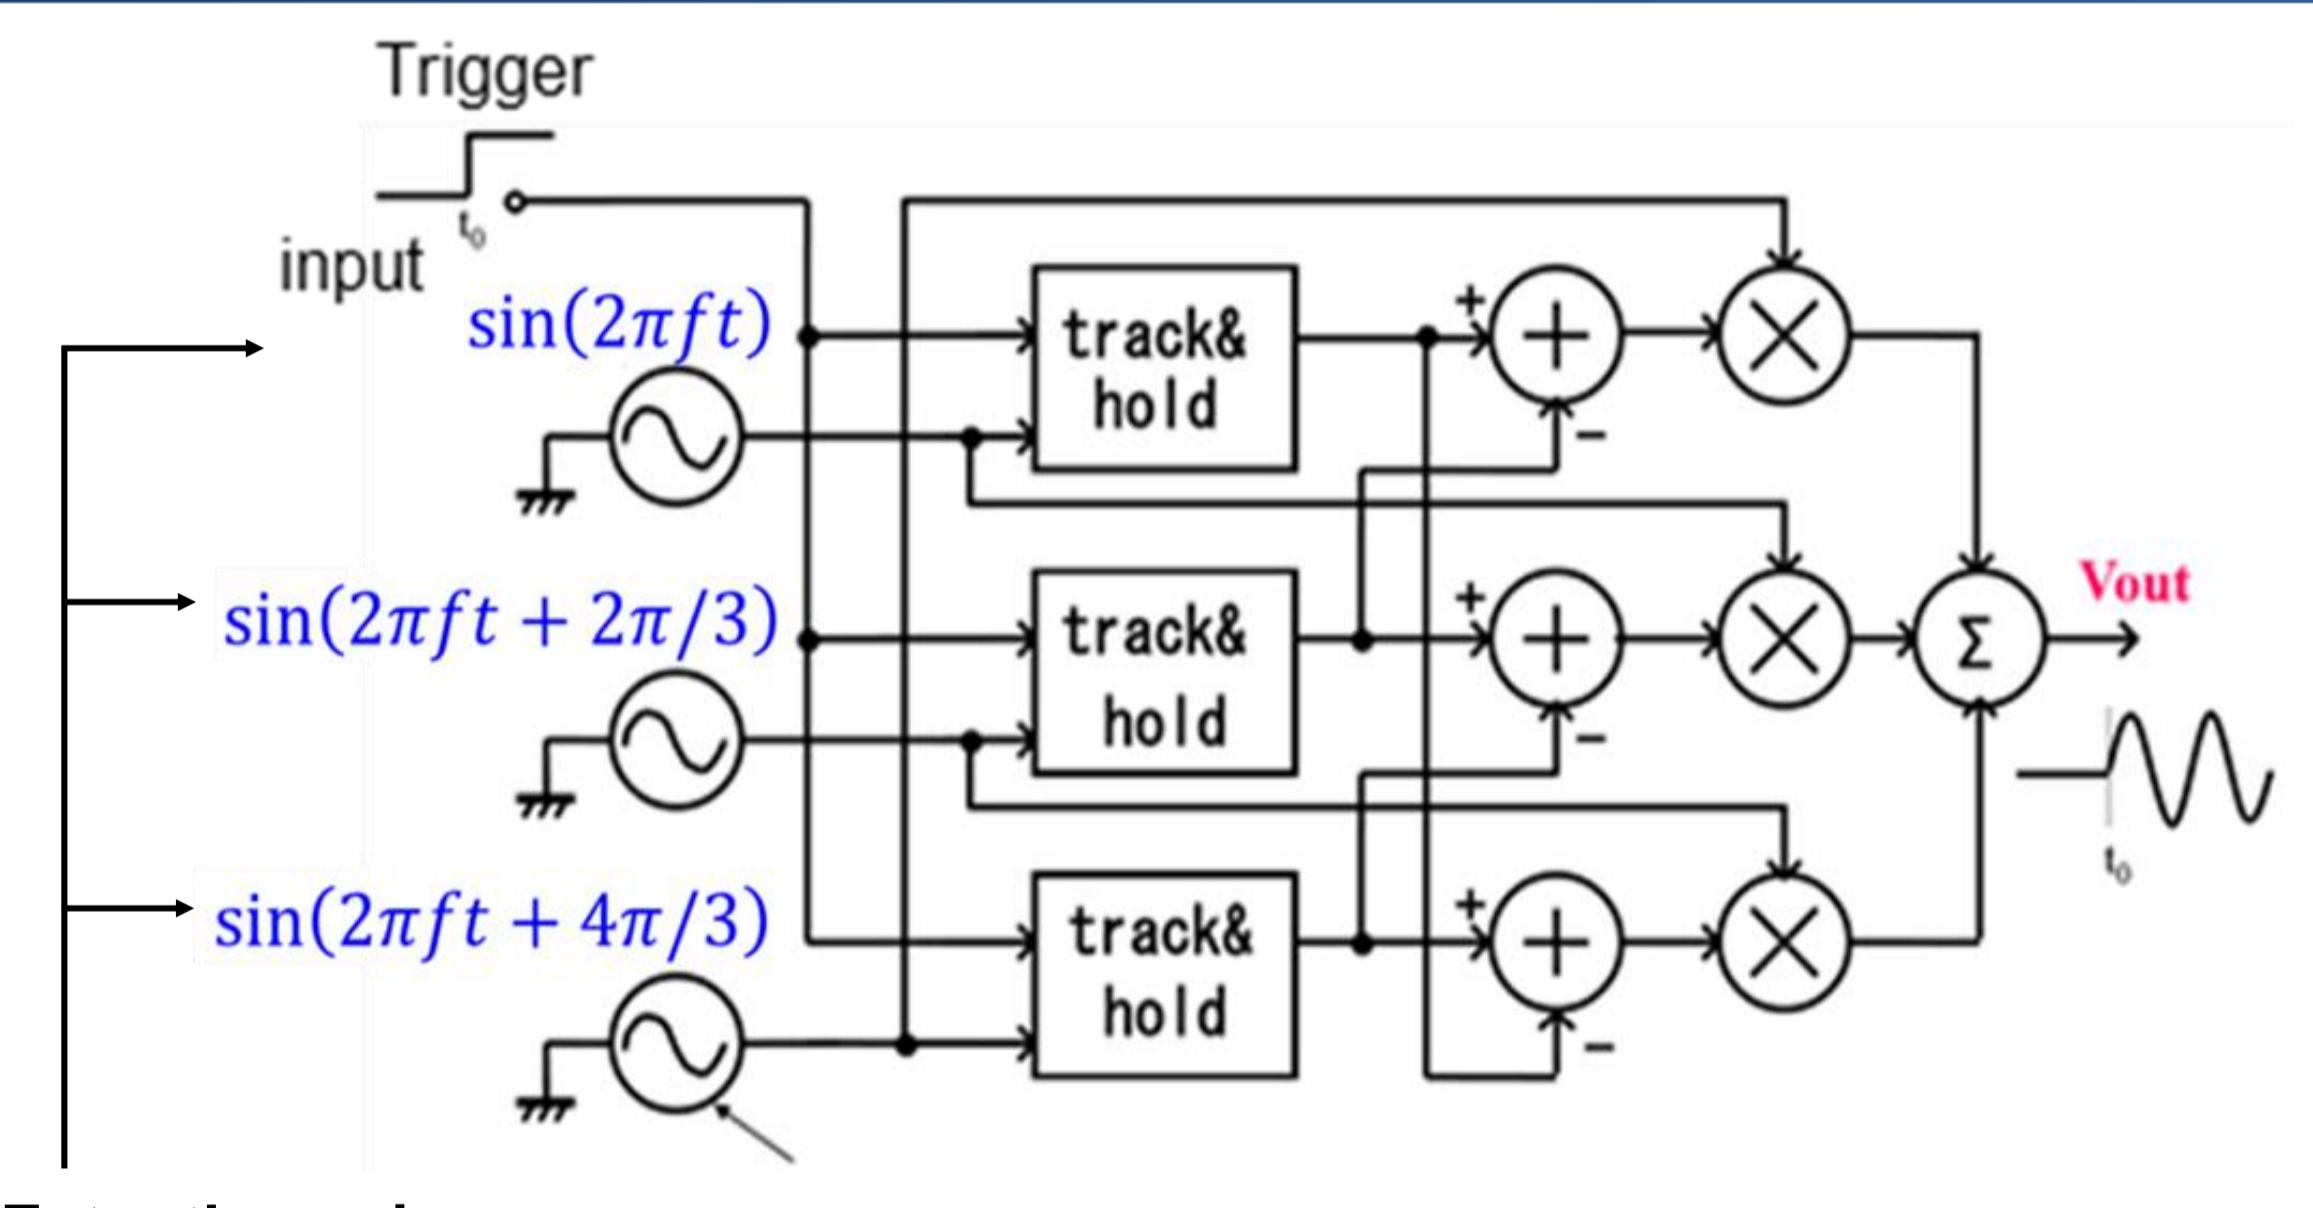 Trigger
t₀
input
sin(2πft)
track&
hold
+
−
sin(2πft + 2π/3)
track&
hold
+
−
Σ
Vout
t₀
sin(2πft + 4π/3)
track&
hold
+
−